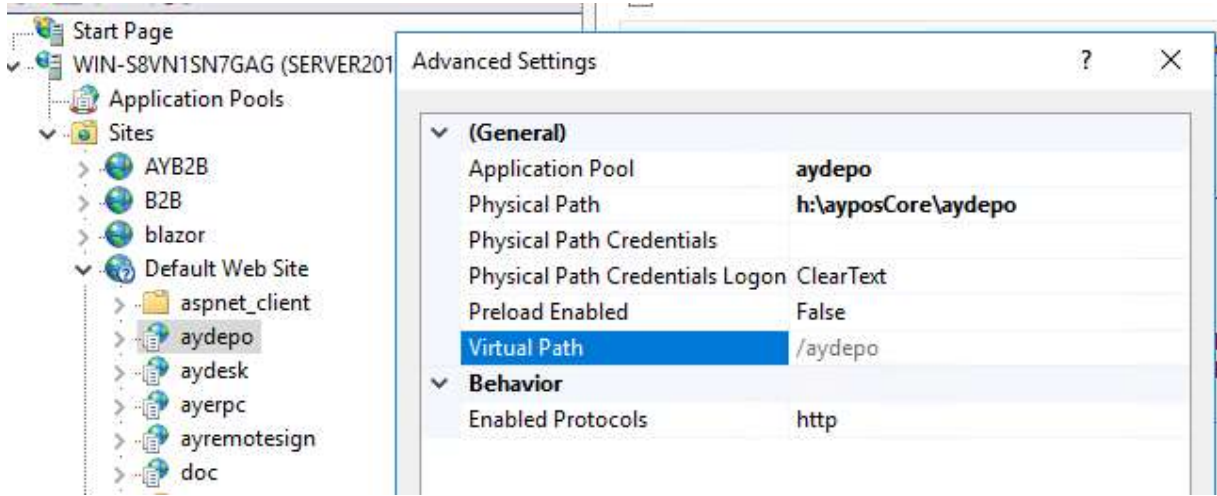 Start Page
WIN-S8VN1SN7GAG (SERVER201
Application Pools
Sites
AYB2B
B2B
blazor
Default Web Site
aspnet_client
aydepo
aydesk
ayerpc
ayremotesign
doc
Advanced Settings
?
(General)
Application Pool aydepo
Physical Path h:\ayposCore\aydepo
Physical Path Credentials
Physical Path Credentials Logon ClearText
Preload Enabled False
Virtual Path /aydepo
Behavior
Enabled Protocols http